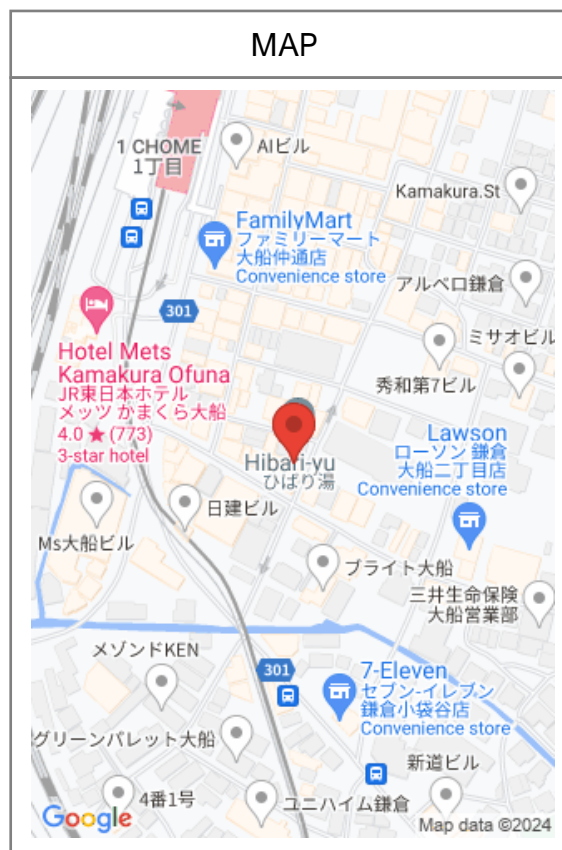 MAP
1 CHOME
1丁目
AIビル
Kamakura.St
FamilyMart
ファミリーマート
大船仲通店
Convenience store
アルベロ鎌倉
301
ミサオビル
Hotel Mets
Kamakura Ofuna
JR東日本ホテル
メッツ かまくら大船
4.0 ★ (773)
3-star hotel
秀和第7ビル
Lawson
ローソン 鎌倉
大船二丁目店
Convenience store
Hibari-yu
ひばり湯
日建ビル
Ms大船ビル
ブライト大船
三井生命保険
大船営業部
メゾンドKEN
301
7-Eleven
セブン-イレブン
鎌倉小袋谷店
Convenience store
グリーンバレット大船
新道ビル
4番1号
ユニハイム鎌倉
Google
Map data ©2024